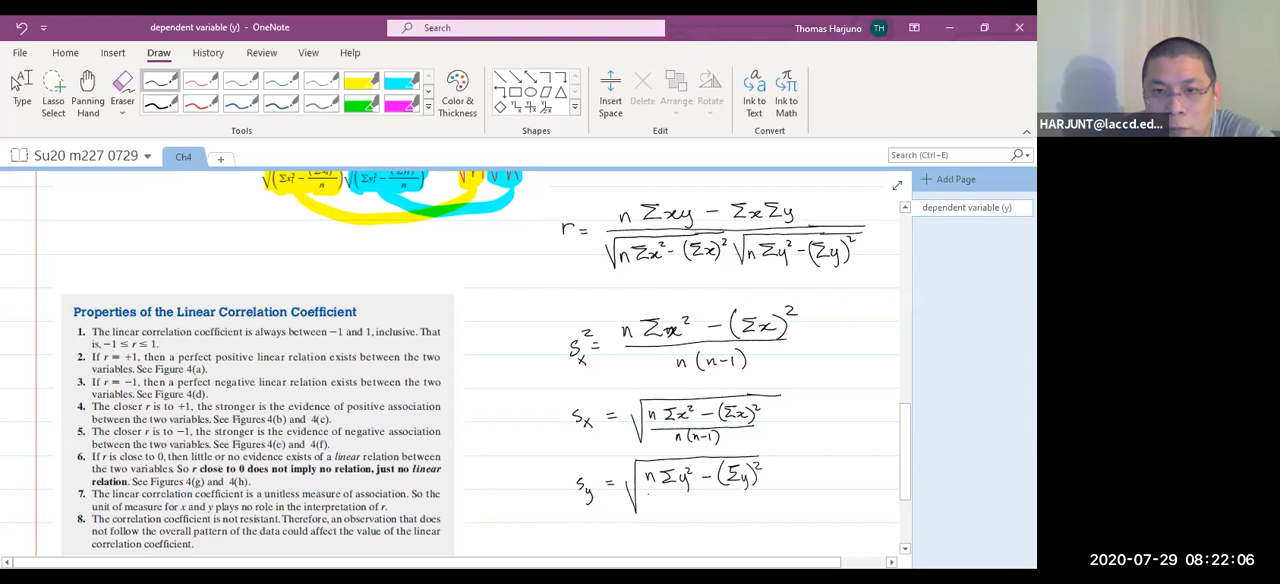 dependent variable (y) - OneNote
Search
Thomas Harjuno TH
File Home Insert Draw History Review View Help
Type
Lasso Select
Panning Hand
Eraser
Color & Thickness
Insert Space
Delete
Arrange
Rotate
Ink to Text
Ink to Math
Tools
Shapes
Edit
Convert
HARJUNT@laccd.ed...
Su20 m227 0729
Ch4
Search (Ctrl+E)
Add Page
dependent variable (y)
r = n Σxy − Σx Σy
√n Σx² − (Σx)² √n Σy² − (Σy)²
Properties of the Linear Correlation Coefficient
1. The linear correlation coefficient is always between −1 and 1, inclusive. That
is, −1 ≤ r ≤ 1.
2. If r = +1, then a perfect positive linear relation exists between the two
variables. See Figure 4(a).
3. If r = −1, then a perfect negative linear relation exists between the two
variables. See Figure 4(d).
4. The closer r is to +1, the stronger is the evidence of positive association
between the two variables. See Figures 4(b) and 4(c).
5. The closer r is to −1, the stronger is the evidence of negative association
between the two variables. See Figures 4(e) and 4(f).
6. If r is close to 0, then little or no evidence exists of a linear relation between
the two variables. So r close to 0 does not imply no relation, just no linear
relation. See Figures 4(g) and 4(h).
7. The linear correlation coefficient is a unitless measure of association. So the
unit of measure for x and y plays no role in the interpretation of r.
8. The correlation coefficient is not resistant. Therefore, an observation that does
not follow the overall pattern of the data could affect the value of the linear
correlation coefficient.
sₓ² = n Σx² − (Σx)²
n (n−1)
sₓ = √n Σx² − (Σx)²
n(n−1)
s_y = √n Σy² − (Σy)²
2020-07-29 08:22:06